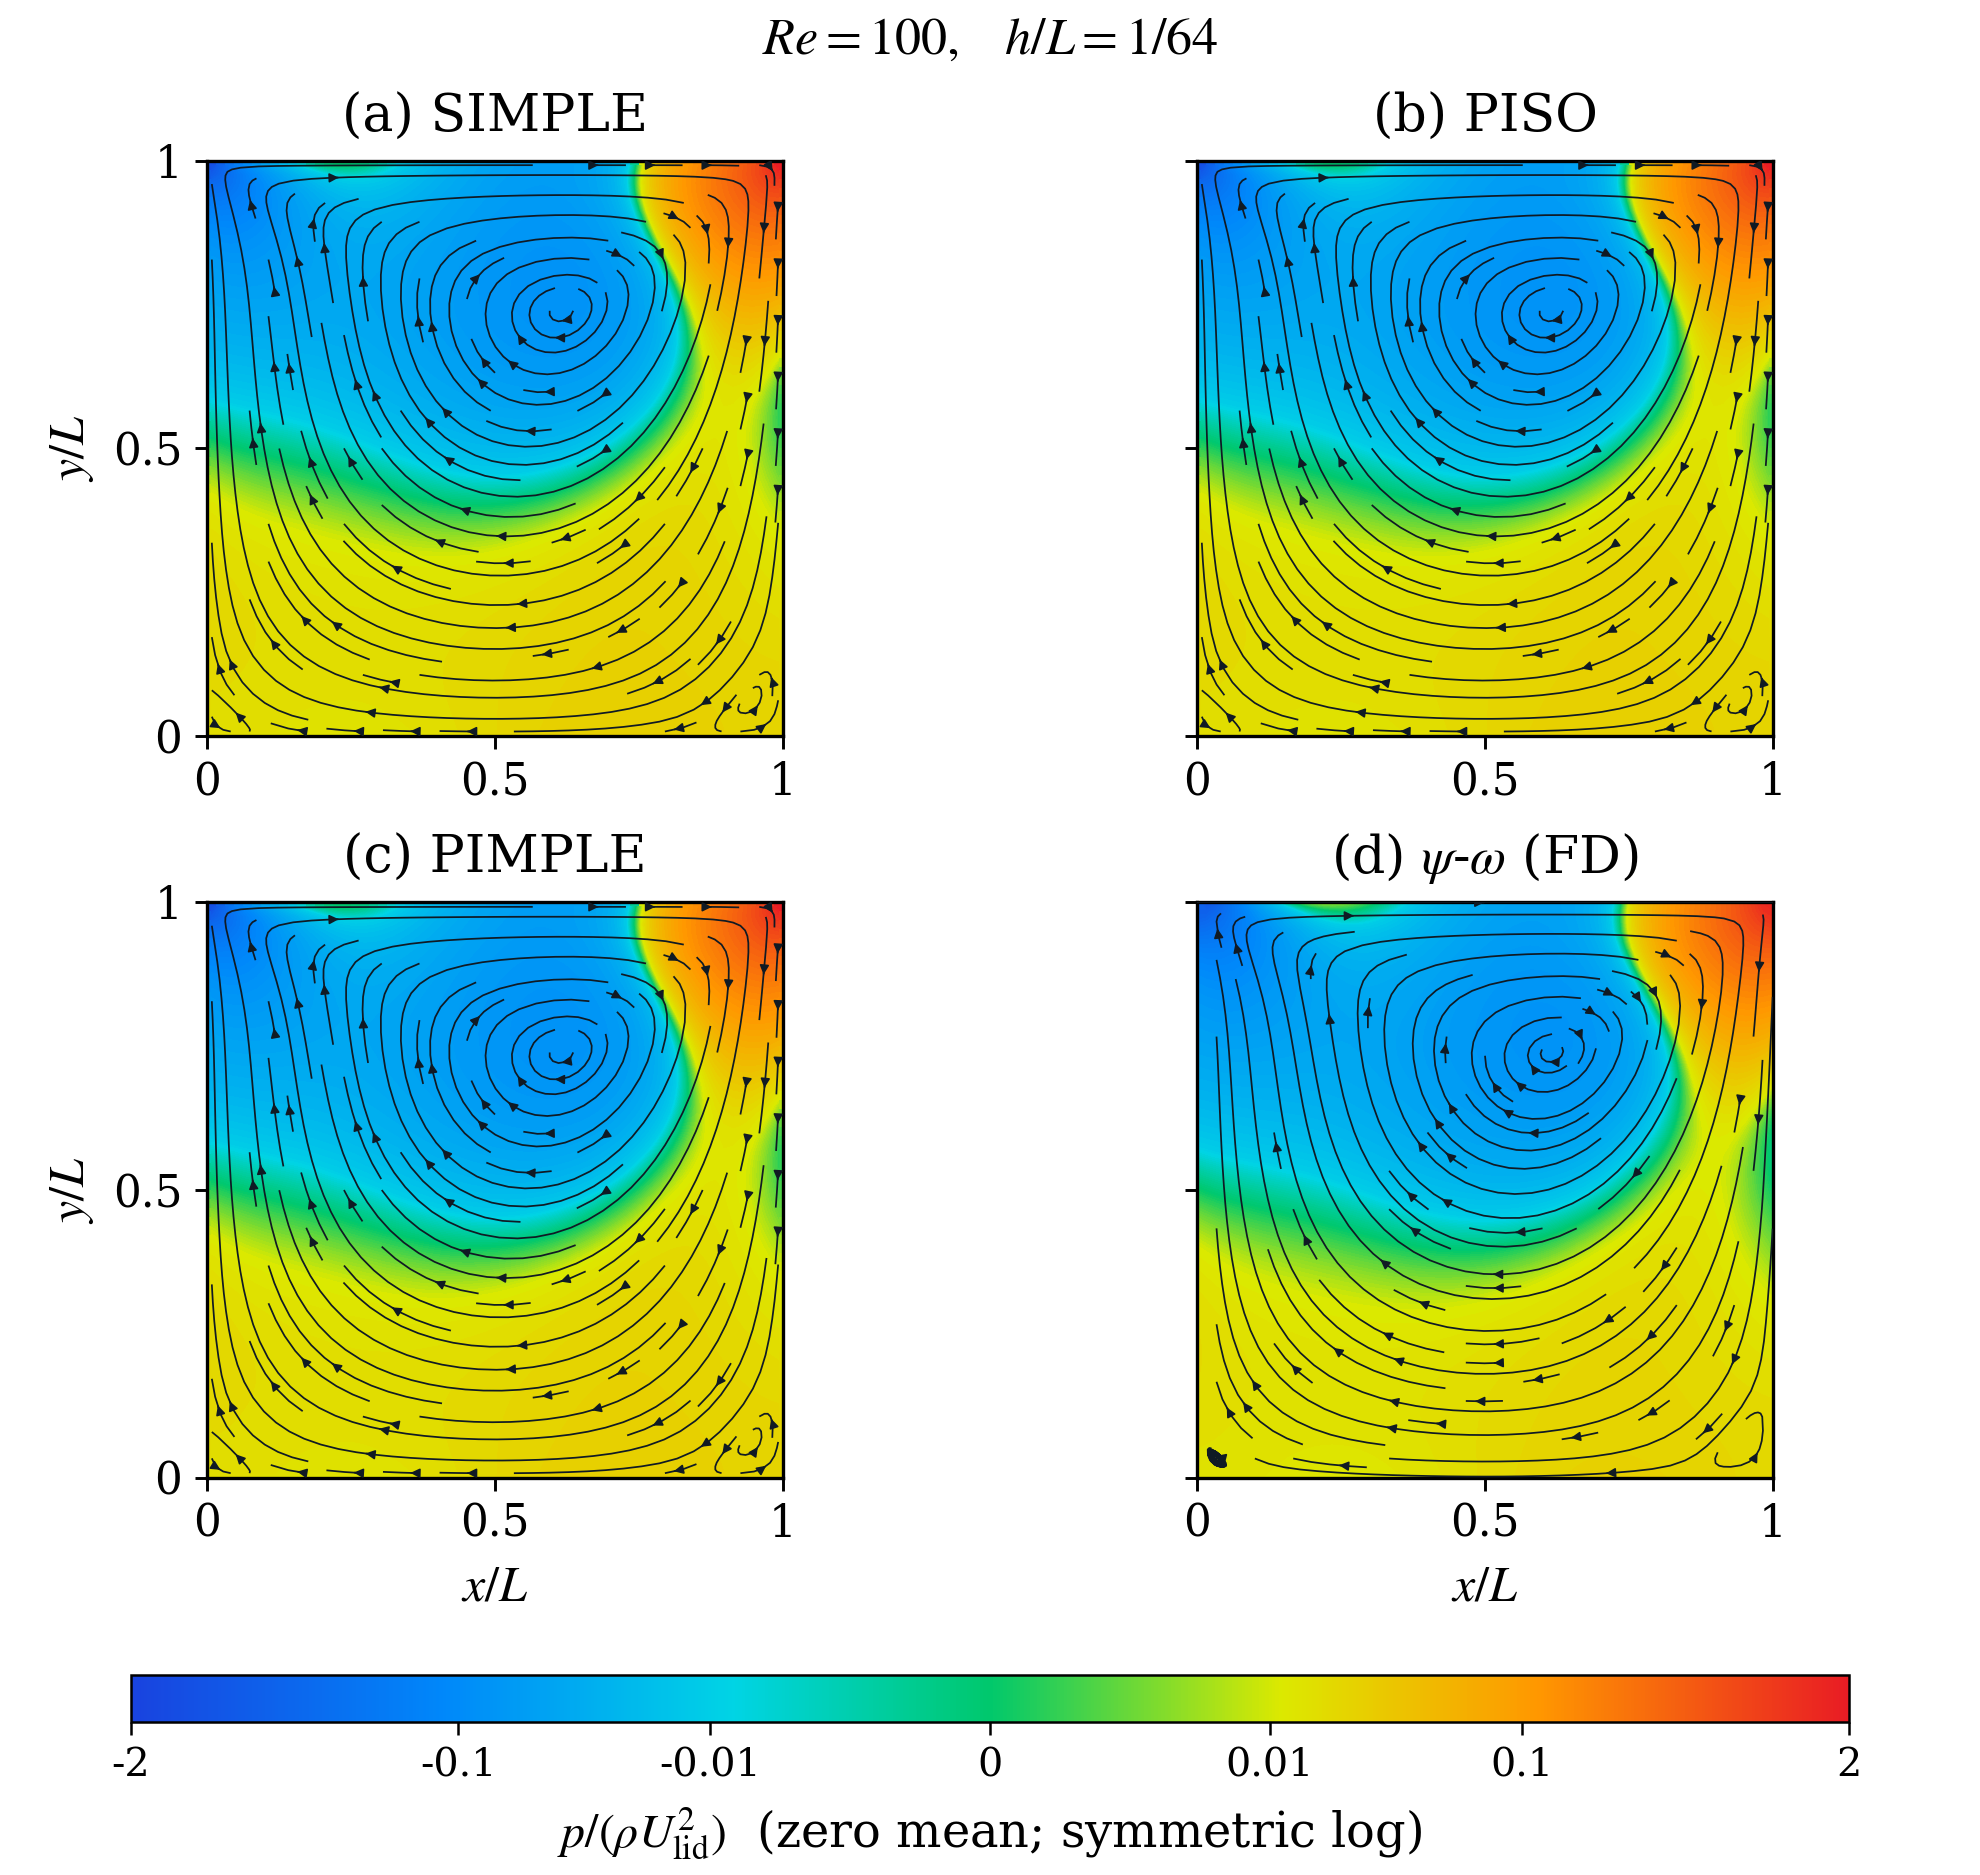 Re = 100, h/L = 1/64
(a) SIMPLE
(b) PISO
1
0.5
0
y/L
0 0.5 1
0 0.5 1
(c) PIMPLE
(d) ψ-ω (FD)
1
0.5
0
y/L
0 0.5 1
0 0.5 1
x/L
x/L
-2 -0.1 -0.01 0 0.01 0.1 2
p/(ρU²_lid) (zero mean; symmetric log)